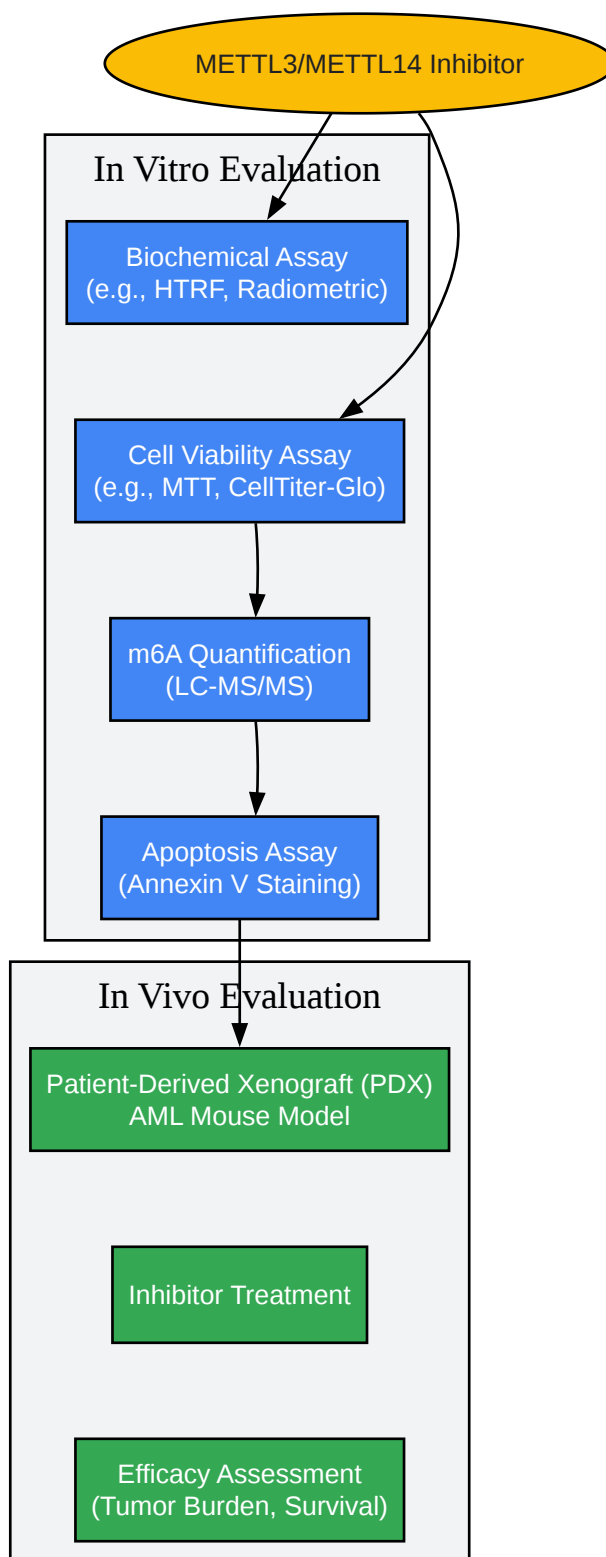 METTL3/METTL14 Inhibitor
In Vitro Evaluation
Biochemical Assay
(e.g., HTRF, Radiometric)
Cell Viability Assay
(e.g., MTT, CellTiter-Glo)
m6A Quantification
(LC-MS/MS)
Apoptosis Assay
(Annexin V Staining)
In Vivo Evaluation
Patient-Derived Xenograft (PDX)
AML Mouse Model
Inhibitor Treatment
Efficacy Assessment
(Tumor Burden, Survival)